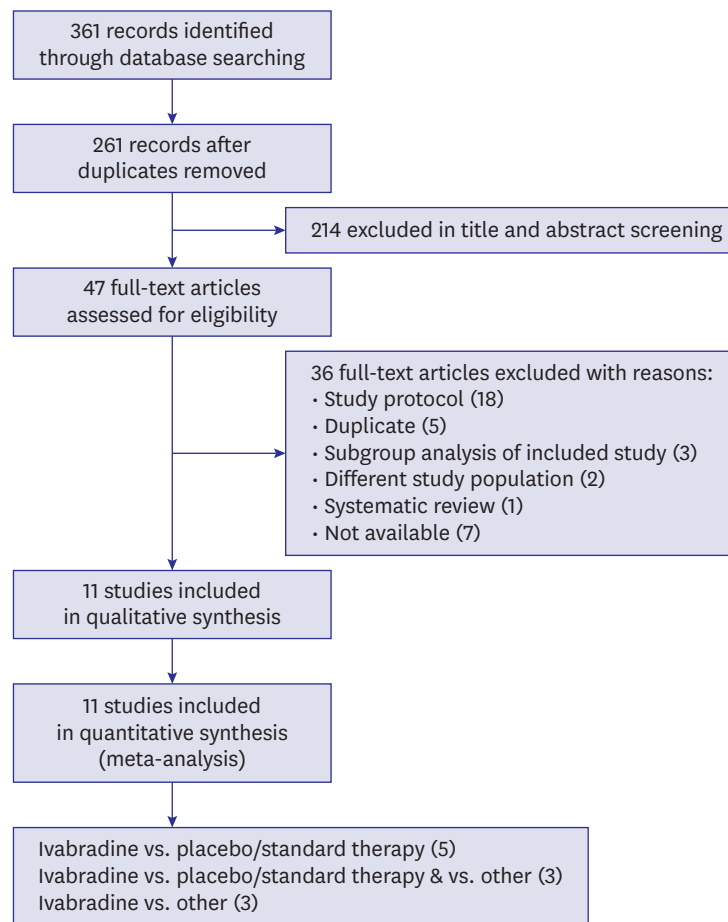 361 records identified
through database searching
261 records after
duplicates removed
214 excluded in title and abstract screening
47 full-text articles
assessed for eligibility
36 full-text articles excluded with reasons:
· Study protocol (18)
· Duplicate (5)
· Subgroup analysis of included study (3)
· Different study population (2)
· Systematic review (1)
· Not available (7)
11 studies included
in qualitative synthesis
11 studies included
in quantitative synthesis
(meta-analysis)
Ivabradine vs. placebo/standard therapy (5)
Ivabradine vs. placebo/standard therapy & vs. other (3)
Ivabradine vs. other (3)